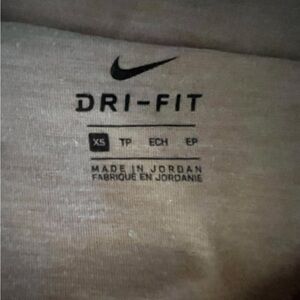 DRI-FIT
XS TP ECH EP
MADE IN JORDAN
FABRIQUÉ EN JORDANIE